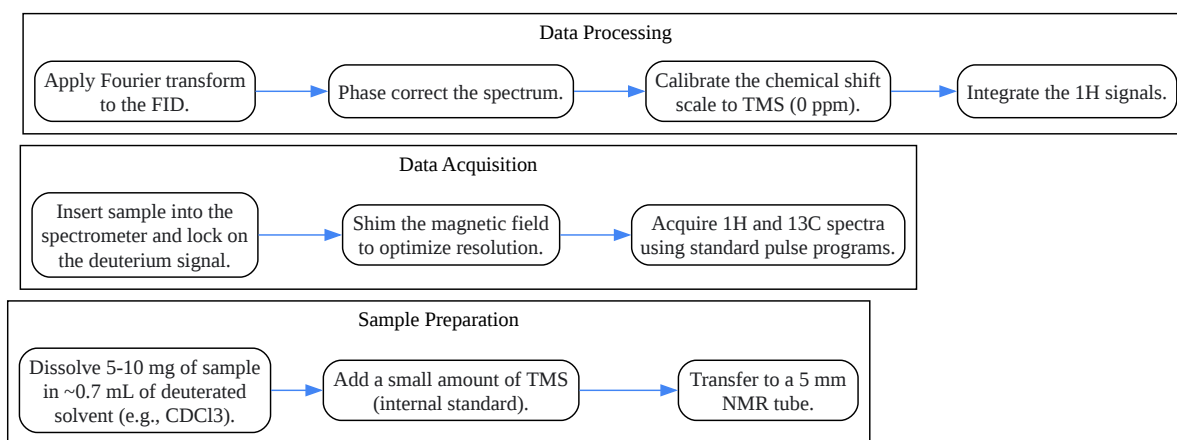 Data Processing
Apply Fourier transform
to the FID.
Phase correct the spectrum.
Calibrate the chemical shift
scale to TMS (0 ppm).
Integrate the 1H signals.
Data Acquisition
Insert sample into the
spectrometer and lock on
the deuterium signal.
Shim the magnetic field
to optimize resolution.
Acquire 1H and 13C spectra
using standard pulse programs.
Sample Preparation
Dissolve 5-10 mg of sample
in ~0.7 mL of deuterated
solvent (e.g., CDCl3).
Add a small amount of TMS
(internal standard).
Transfer to a 5 mm
NMR tube.